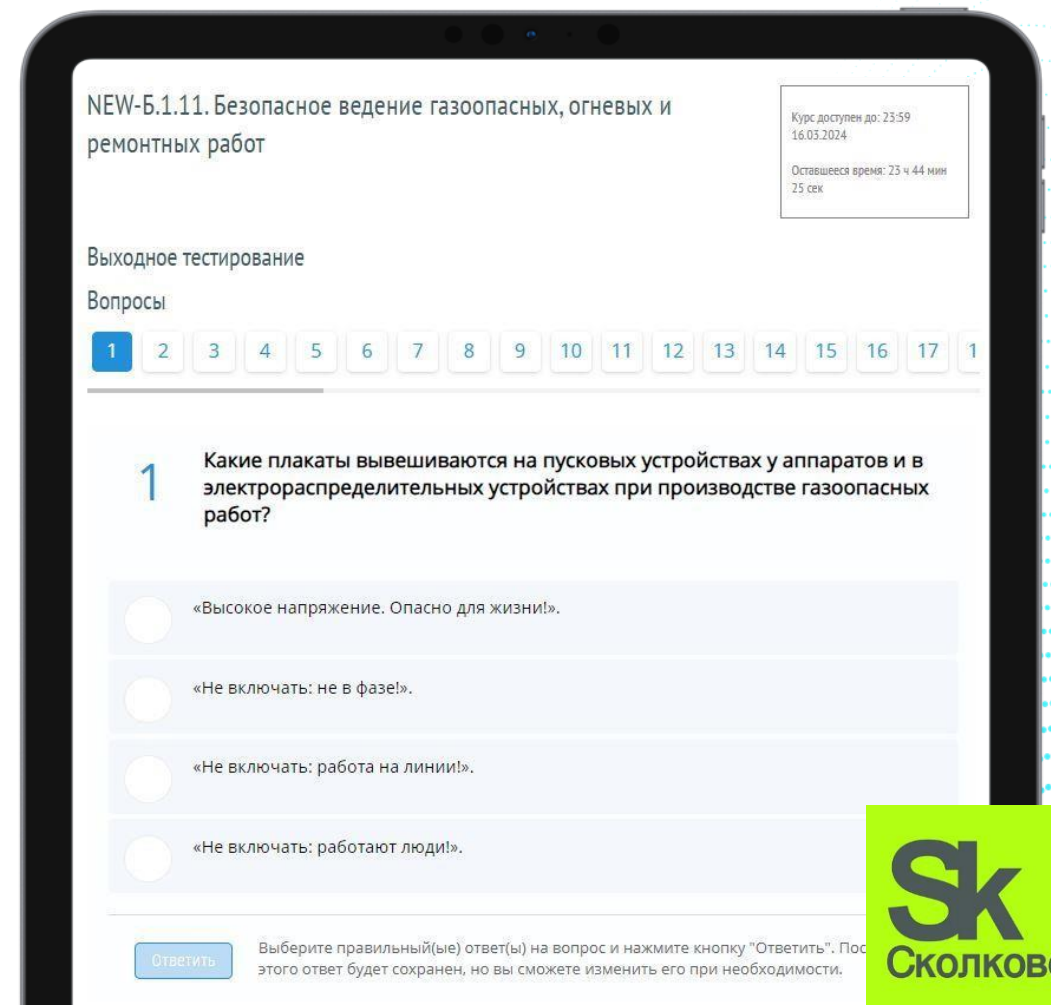 NEW-Б.1.11. Безопасное ведение газоопасных, огневых и
ремонтных работ
Курс доступен до: 23:59
16.03.2024
Оставшееся время: 23 ч 44 мин
25 сек
Выходное тестирование
Вопросы
1 2 3 4 5 6 7 8 9 10 11 12 13 14 15 16 17 1
1
Какие плакаты вывешиваются на пусковых устройствах у аппаратов и в
электрораспределительных устройствах при производстве газоопасных
работ?
«Высокое напряжение. Опасно для жизни!».
«Не включать: не в фазе!».
«Не включать: работа на линии!».
«Не включать: работают люди!».
Ответить
Выберите правильный(ые) ответ(ы) на вопрос и нажмите кнопку "Ответить". Пос
этого ответ будет сохранен, но вы сможете изменить его при необходимости.
Sk
Сколково